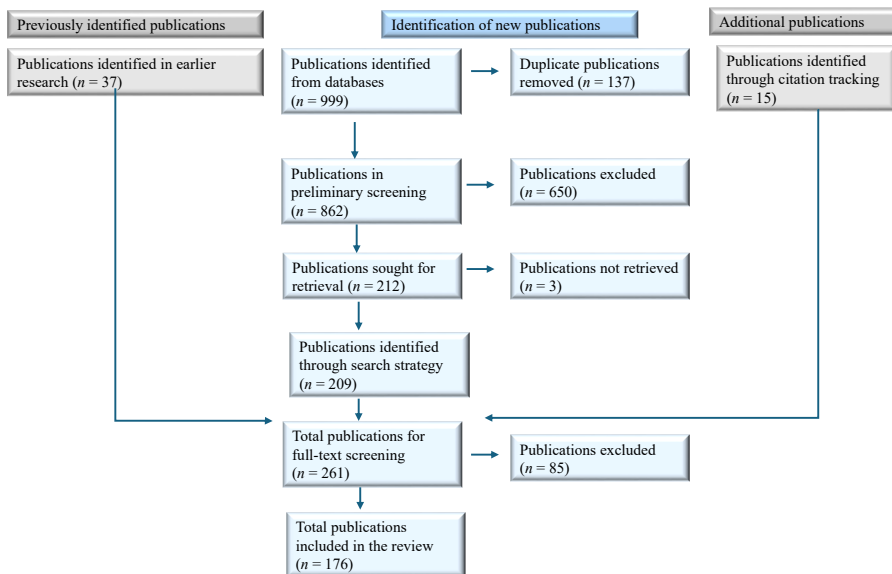 Previously identified publications
Identification of new publications
Additional publications
Publications identified in earlier
research (n = 37)
Publications identified
from databases
(n = 999)
Duplicate publications
removed (n = 137)
Publications identified
through citation tracking
(n = 15)
Publications in
preliminary screening
(n = 862)
Publications excluded
(n = 650)
Publications sought for
retrieval (n = 212)
Publications not retrieved
(n = 3)
Publications identified
through search strategy
(n = 209)
Total publications for
full-text screening
(n = 261)
Publications excluded
(n = 85)
Total publications
included in the review
(n = 176)